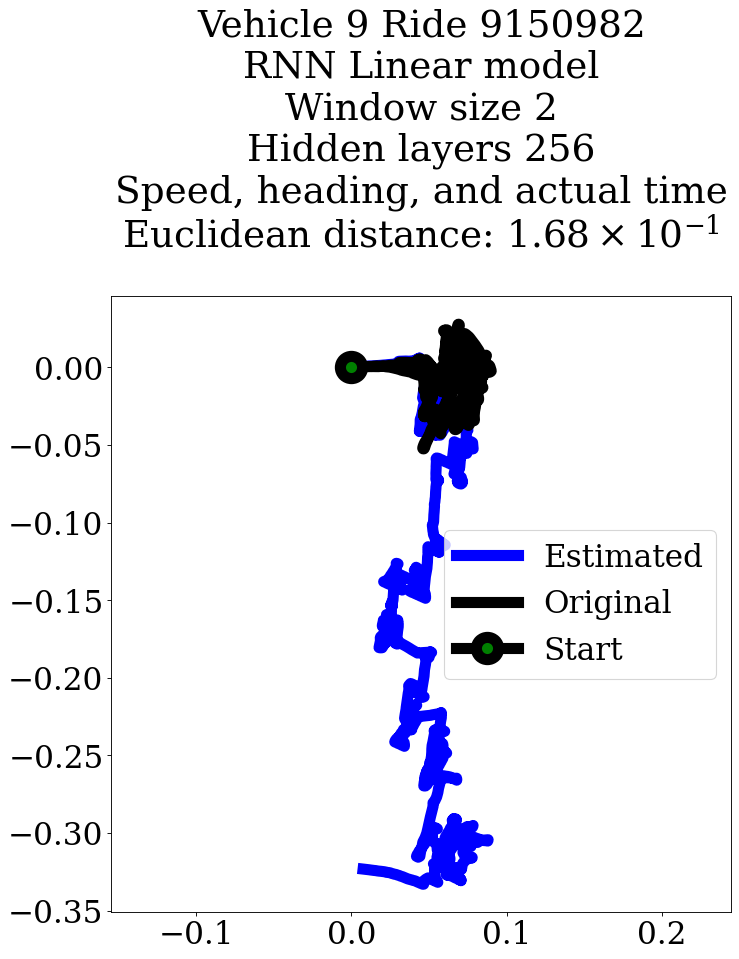 Vehicle 9 Ride 9150982
RNN Linear model
Window size 2
Hidden layers 256
Speed, heading, and actual time
Euclidean distance: 1.68 × 10⁻¹
0.00
−0.05
−0.10
−0.15
−0.20
−0.25
−0.30
−0.35
Estimated
Original
Start
−0.1
0.0
0.1
0.2